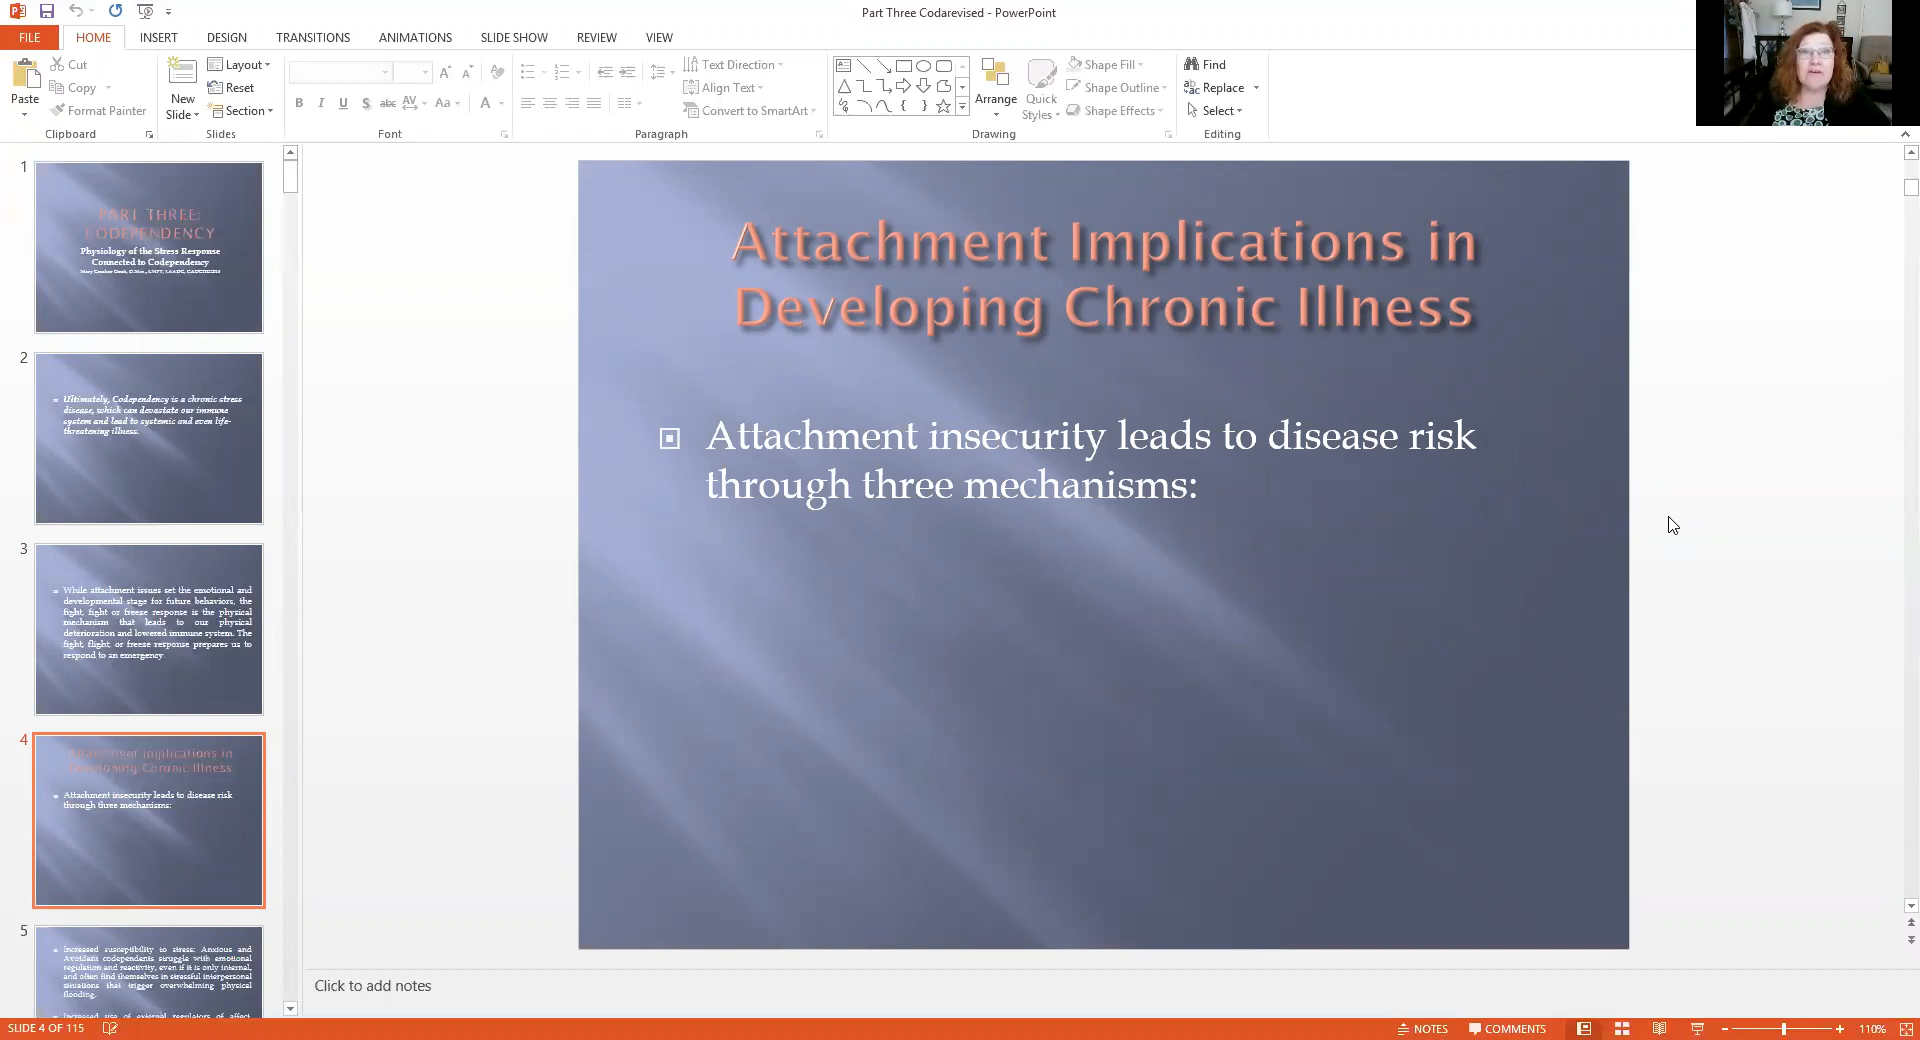 Part Three Codarevised - PowerPoint
FILE
HOME
INSERT
DESIGN
TRANSITIONS
ANIMATIONS
SLIDE SHOW
REVIEW
VIEW
Paste
Cut
Copy
Format Painter
Clipboard
New
Slide
Layout
Reset
Section
Slides
B I U S abc AV Aa A
Font
Text Direction
Align Text
Convert to SmartArt
Paragraph
Arrange
Quick
Styles
Shape Fill
Shape Outline
Shape Effects
Drawing
Find
Replace
Select
Editing
1
PART THREE:
CODEPENDENCY
Physiology of the Stress Response
Connected to Codependency
2
Ultimately, Codependency is a chronic stress
disease, which can devastate our immune
system and lead to systemic and even life-
threatening illness.
3
While attachment issues set the emotional and
developmental stage for future behaviors, the
fight, fight or freeze response is the physical
mechanism that leads to our physical
deterioration and lowered immune system. The
fight, flight, or freeze response prepares us to
respond to an emergency.
4
Attachment Implications in
Developing Chronic Illness
Attachment insecurity leads to disease risk
through three mechanisms:
5
Increased susceptibility to stress: Anxious and
Avoidant codependents struggle with emotional
regulation and reactivity, even if it is only internal,
and often find themselves in stressful interpersonal
situations that trigger overwhelming physical
flooding.
Increased use of external regulators of affect
Attachment Implications in
Developing Chronic Illness
Attachment insecurity leads to disease risk
through three mechanisms:
Click to add notes
SLIDE 4 OF 115
NOTES
COMMENTS
110%